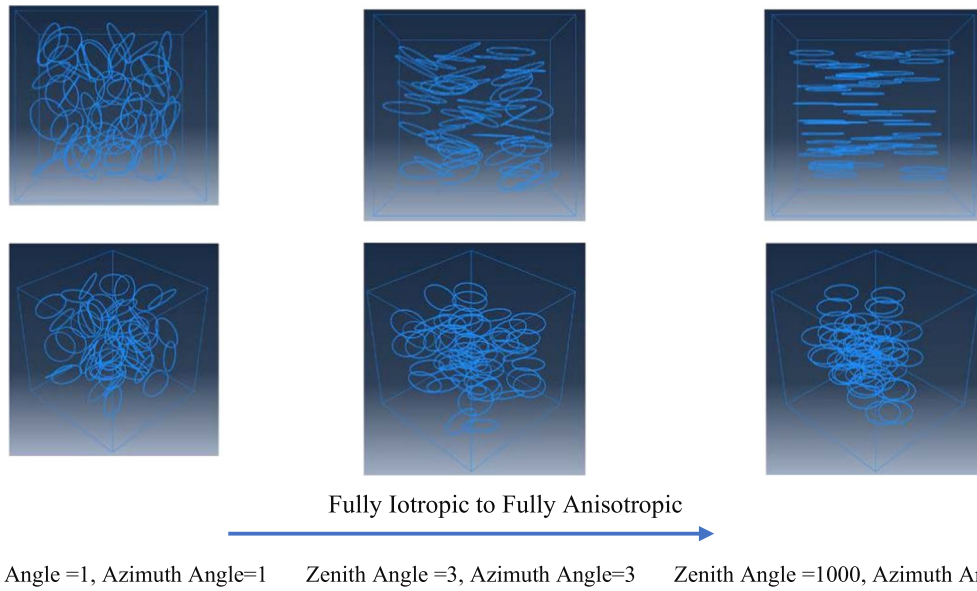 Fully Iotropic to Fully Anisotropic
Angle =1, Azimuth Angle=1 Zenith Angle =3, Azimuth Angle=3 Zenith Angle =1000, Azimuth